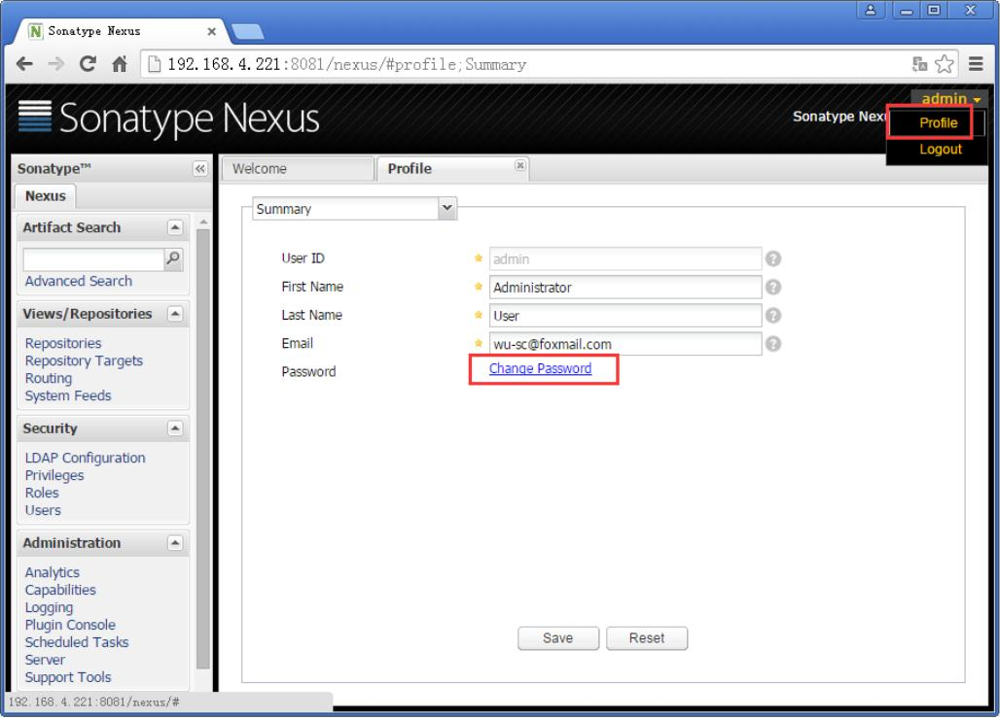 Sonatype Nexus
192.168.4.221:8081/nexus/#profile;Summary
Sonatype Nexus
admin
Sonatype Nexu
Profile
Logout
Sonatype™
Nexus
Artifact Search
Advanced Search
Views/Repositories
Repositories
Repository Targets
Routing
System Feeds
Security
LDAP Configuration
Privileges
Roles
Users
Administration
Analytics
Capabilities
Logging
Plugin Console
Scheduled Tasks
Server
Support Tools
Welcome
Profile
Summary
User ID admin
First Name Administrator
Last Name User
Email wu-sc@foxmail.com
Password Change Password
Save Reset
192.168.4.221:8081/nexus/#